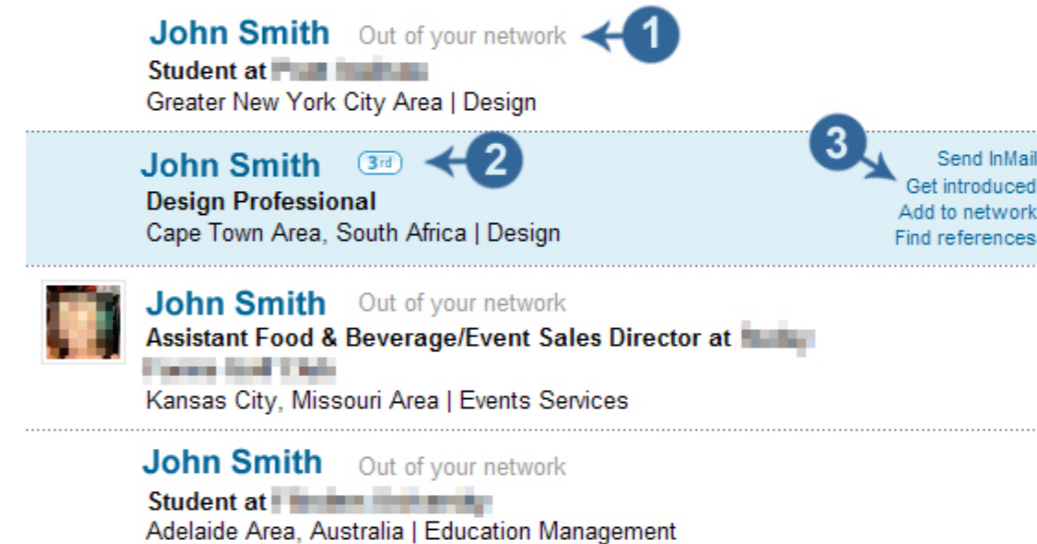 John Smith Out of your network 1
Student at
Greater New York City Area | Design
John Smith 3rd 2
3
Send InMail
Design Professional
Get introduced
Cape Town Area, South Africa | Design
Add to network
Find references
John Smith Out of your network
Assistant Food & Beverage/Event Sales Director at
Kansas City, Missouri Area | Events Services
John Smith Out of your network
Student at
Adelaide Area, Australia | Education Management